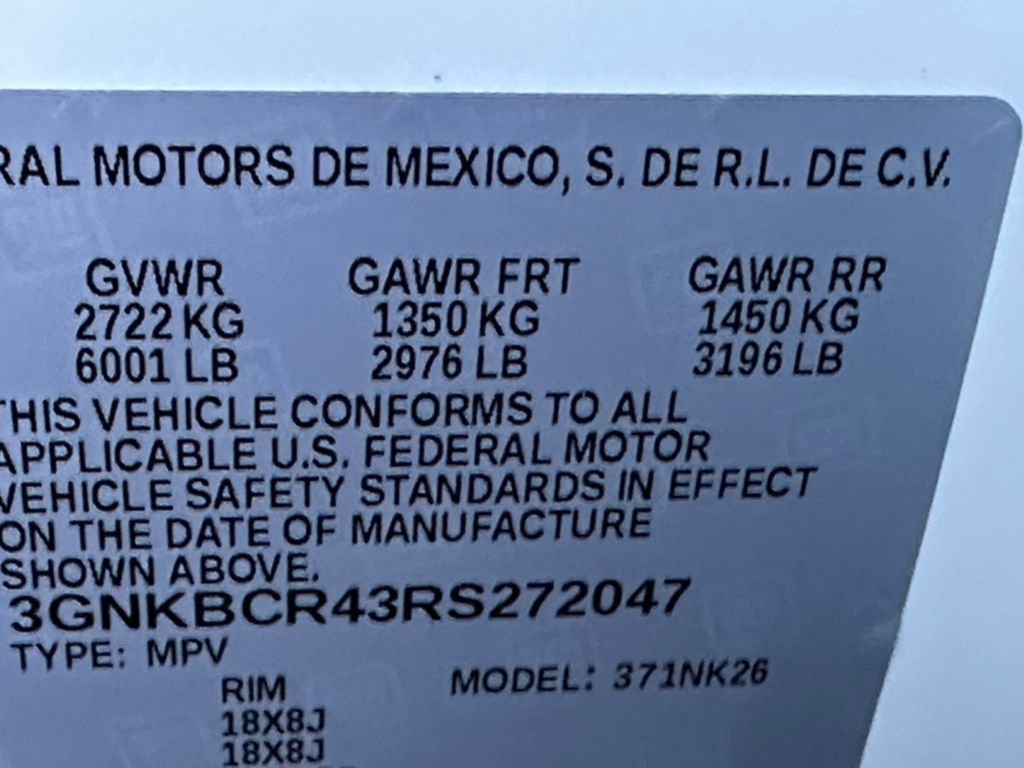 RAL MOTORS DE MEXICO, S. DE R.L. DE C.V.
GVWR GAWR FRT GAWR RR
2722 KG 1350 KG 1450 KG
6001 LB 2976 LB 3196 LB
THIS VEHICLE CONFORMS TO ALL
APPLICABLE U.S. FEDERAL MOTOR
VEHICLE SAFETY STANDARDS IN EFFECT
ON THE DATE OF MANUFACTURE
SHOWN ABOVE.
3GNKBCR43RS272047
TYPE: MPV
MODEL: 371NK26
RIM
18X8J
18X8J